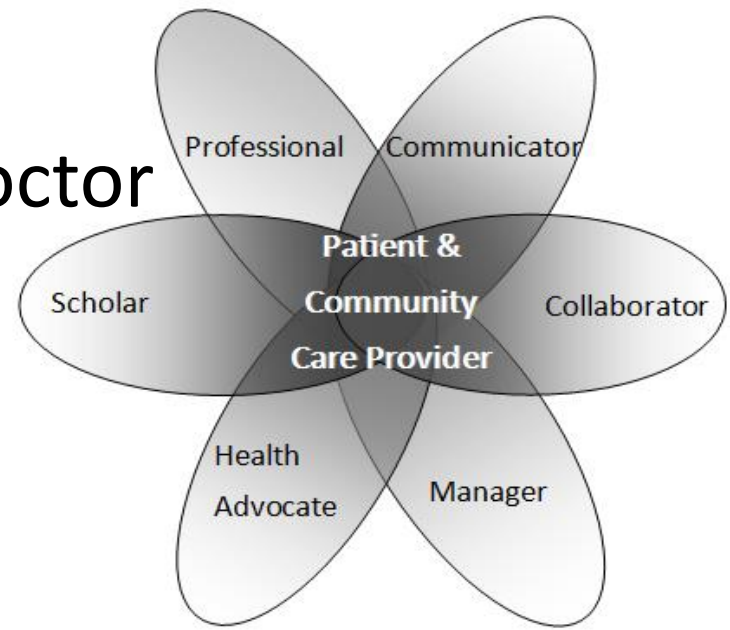 Professional
Communicator
octor
Patient &
Community
Care Provider
Scholar
Collaborator
Health
Advocate
Manager